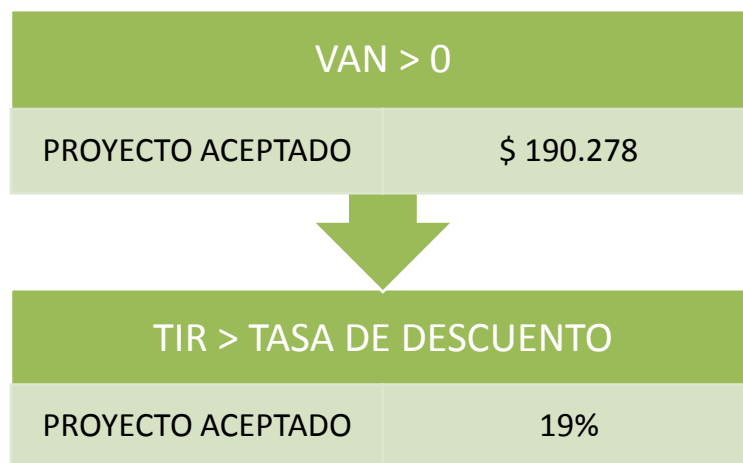 VAN > 0
PROYECTO ACEPTADO $ 190.278
TIR > TASA DE DESCUENTO
PROYECTO ACEPTADO 19%